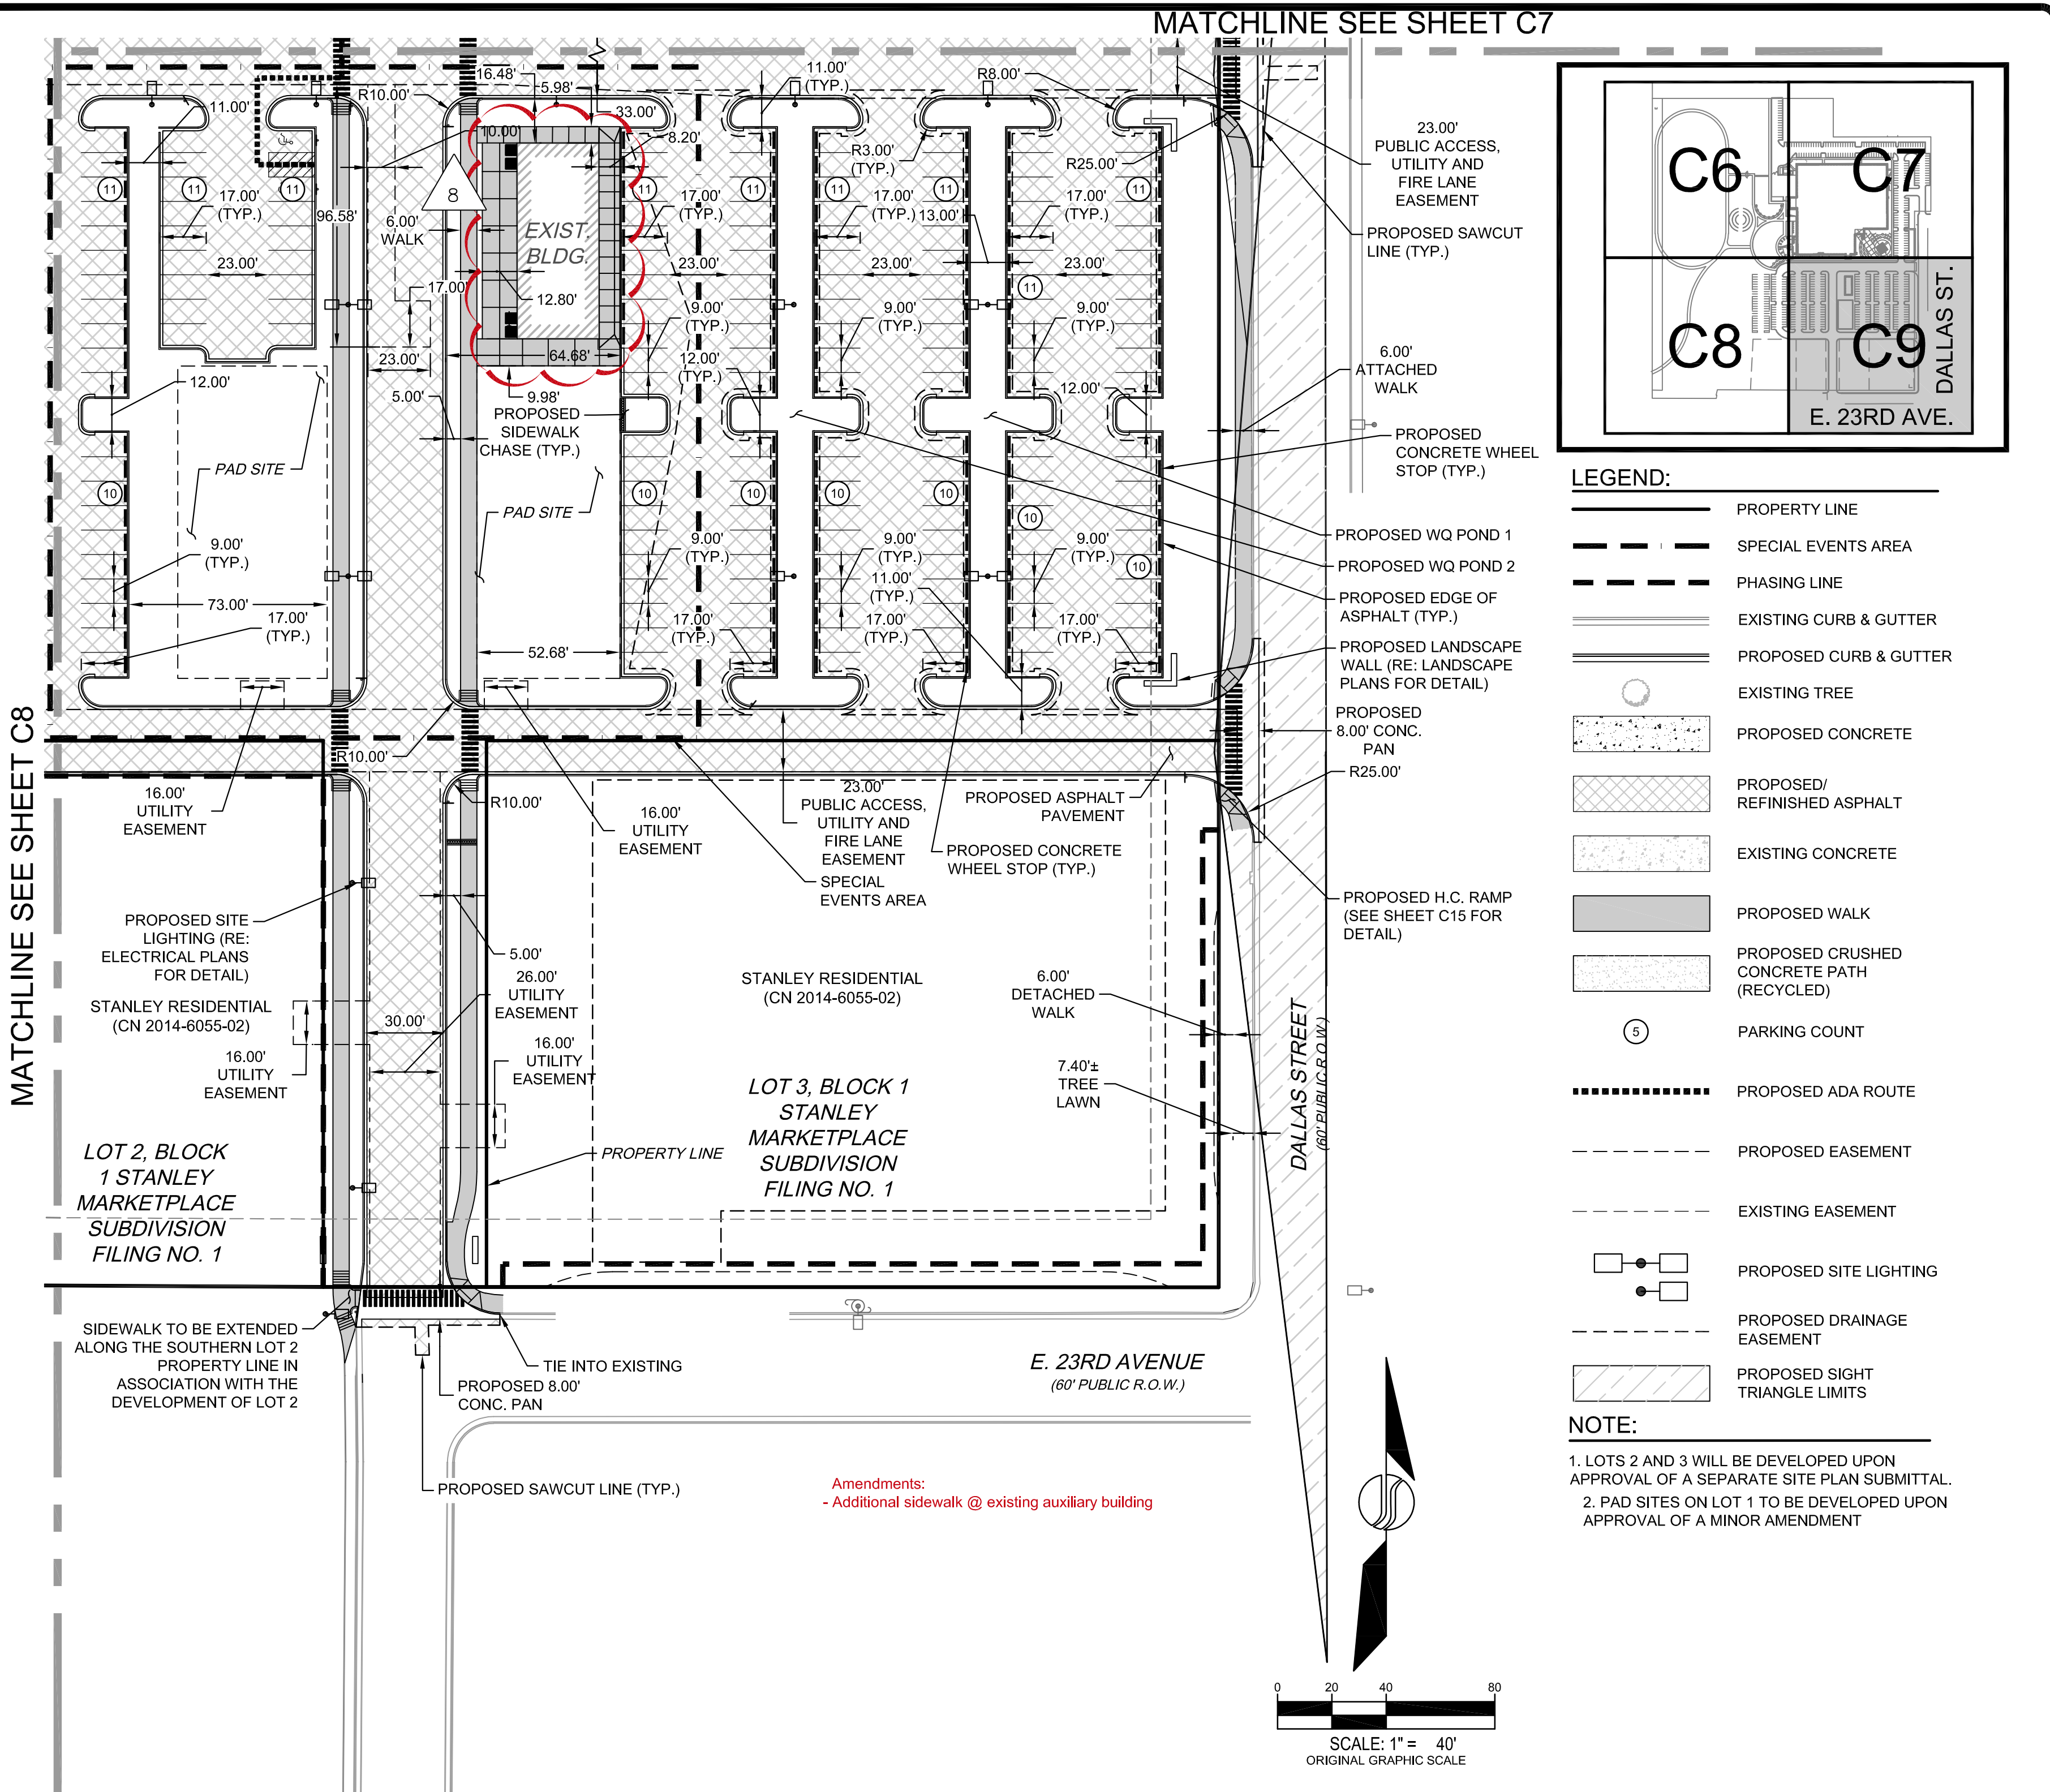 MATCHLINE SEE SHEET C7
MATCHLINE SEE SHEET C8
16.48'
5.98'
11.00'
(TYP.)
R8.00'
R10.00'
11.00'
33.00'
10.00'
8.20'
R3.00'
(TYP.)
R25.00'
23.00'
PUBLIC ACCESS,
UTILITY AND
FIRE LANE
EASEMENT
8
11
11
11
11
11
11
11
11
17.00'
(TYP.)
96.58'
6.00'
WALK
EXIST.
BLDG.
17.00'
(TYP.)
17.00'
(TYP.)
13.00'
17.00'
(TYP.)
PROPOSED SAWCUT
LINE (TYP.)
23.00'
23.00'
23.00'
23.00'
11
17.00'
12.80'
9.00'
(TYP.)
9.00'
(TYP.)
9.00'
(TYP.)
23.00'
64.68'
12.00'
(TYP.)
12.00'
6.00'
ATTACHED
WALK
12.00'
5.00'
9.98'
PROPOSED
SIDEWALK
CHASE (TYP.)
PROPOSED
CONCRETE WHEEL
STOP (TYP.)
PAD SITE
PAD SITE
10
10
10
10
10
10
10
9.00'
(TYP.)
9.00'
(TYP.)
9.00'
(TYP.)
9.00'
(TYP.)
11.00'
(TYP.)
PROPOSED WQ POND 1
PROPOSED WQ POND 2
PROPOSED EDGE OF
ASPHALT (TYP.)
73.00'
17.00'
(TYP.)
17.00'
(TYP.)
17.00'
(TYP.)
17.00'
(TYP.)
52.68'
PROPOSED LANDSCAPE
WALL (RE: LANDSCAPE
PLANS FOR DETAIL)
PROPOSED
8.00' CONC.
PAN
R25.00'
R10.00'
R10.00'
16.00'
UTILITY
EASEMENT
16.00'
UTILITY
EASEMENT
23.00'
PUBLIC ACCESS,
UTILITY AND
FIRE LANE
EASEMENT
PROPOSED ASPHALT
PAVEMENT
PROPOSED CONCRETE
WHEEL STOP (TYP.)
SPECIAL
EVENTS AREA
PROPOSED H.C. RAMP
(SEE SHEET C15 FOR
DETAIL)
PROPOSED SITE
LIGHTING (RE:
ELECTRICAL PLANS
FOR DETAIL)
5.00'
26.00'
UTILITY
EASEMENT
STANLEY RESIDENTIAL
(CN 2014-6055-02)
STANLEY RESIDENTIAL
(CN 2014-6055-02)
6.00'
DETACHED
WALK
30.00'
16.00'
UTILITY
EASEMENT
16.00'
UTILITY
EASEMENT
7.40'±
TREE
LAWN
DALLAS STREET
(60' PUBLIC R.O.W.)
LOT 2, BLOCK
1 STANLEY
MARKETPLACE
SUBDIVISION
FILING NO. 1
LOT 3, BLOCK 1
STANLEY
MARKETPLACE
SUBDIVISION
FILING NO. 1
PROPERTY LINE
SIDEWALK TO BE EXTENDED
ALONG THE SOUTHERN LOT 2
PROPERTY LINE IN
ASSOCIATION WITH THE
DEVELOPMENT OF LOT 2
TIE INTO EXISTING
PROPOSED 8.00'
CONC. PAN
E. 23RD AVENUE
(60' PUBLIC R.O.W.)
PROPOSED SAWCUT LINE (TYP.)
Amendments:
- Additional sidewalk @ existing auxiliary building
C6
C7
C8
C9
DALLAS ST.
E. 23RD AVE.
LEGEND:
PROPERTY LINE
SPECIAL EVENTS AREA
PHASING LINE
EXISTING CURB & GUTTER
PROPOSED CURB & GUTTER
EXISTING TREE
PROPOSED CONCRETE
PROPOSED/
REFINISHED ASPHALT
EXISTING CONCRETE
PROPOSED WALK
PROPOSED CRUSHED
CONCRETE PATH
(RECYCLED)
5
PARKING COUNT
PROPOSED ADA ROUTE
PROPOSED EASEMENT
EXISTING EASEMENT
PROPOSED SITE LIGHTING
PROPOSED DRAINAGE
EASEMENT
PROPOSED SIGHT
TRIANGLE LIMITS
NOTE:
1. LOTS 2 AND 3 WILL BE DEVELOPED UPON
APPROVAL OF A SEPARATE SITE PLAN SUBMITTAL.
2. PAD SITES ON LOT 1 TO BE DEVELOPED UPON
APPROVAL OF A MINOR AMENDMENT
0 20 40 80
SCALE: 1" = 40'
ORIGINAL GRAPHIC SCALE